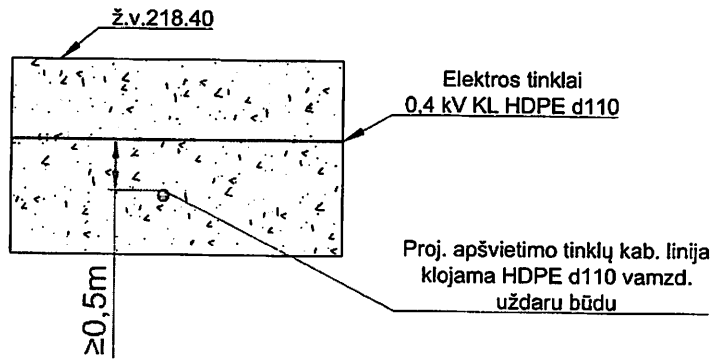 ž.v.218.40
Elektros tinklai
0,4 kV KL HDPE d110
Proj. apšvietimo tinklų kab. linija
klojama HDPE d110 vamzd.
uždaru būdu
≥0,5m